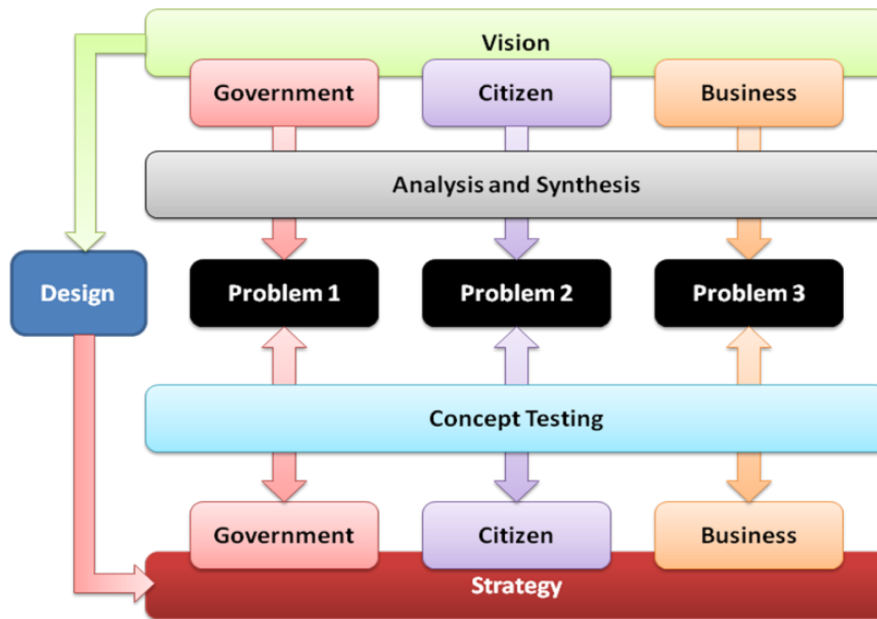 Vision
Government
Citizen
Business
Analysis and Synthesis
Design
Problem 1
Problem 2
Problem 3
Concept Testing
Government
Citizen
Business
Strategy